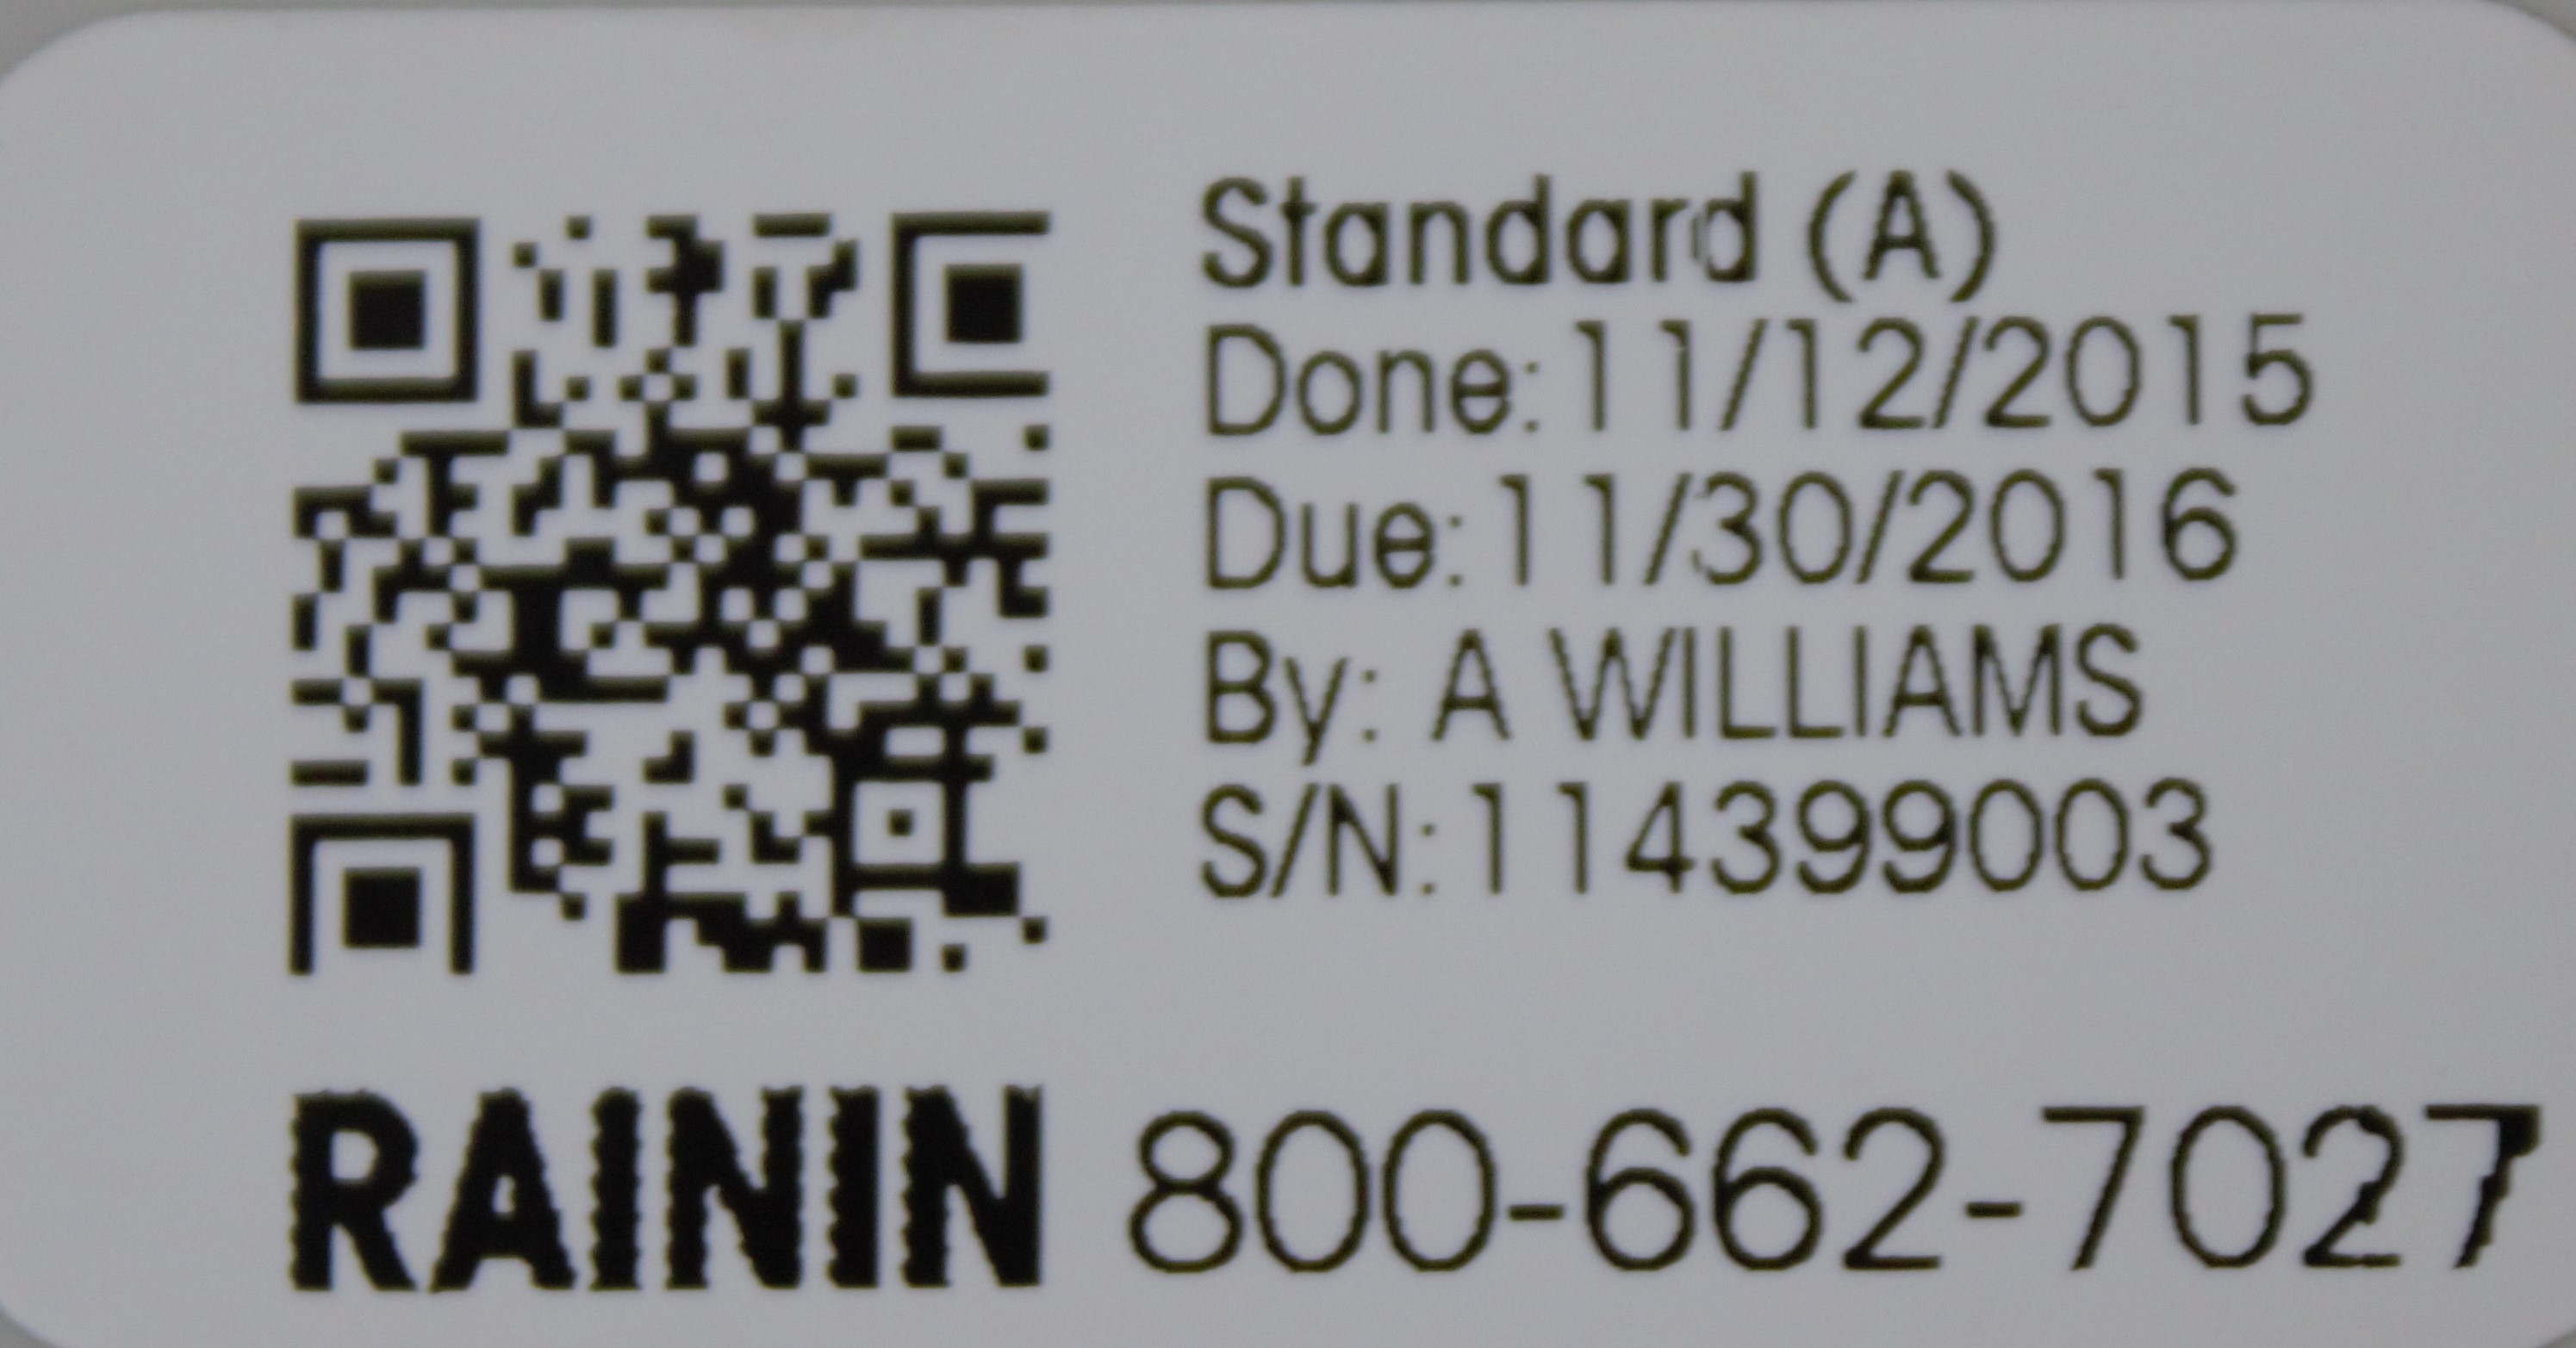 Standard (A)
Done: 11/12/2015
Due: 11/30/2016
By: A WILLIAMS
S/N: 114399003
RAININ 800-662-7027